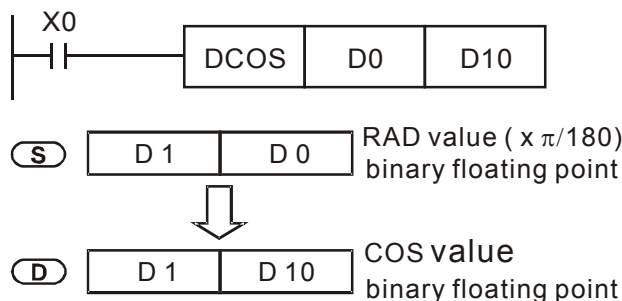 X0
DCOS D0 D10
S D 1 D 0 RAD value ( x π/180)
binary floating point
D D 1 D 10 COS value
binary floating point